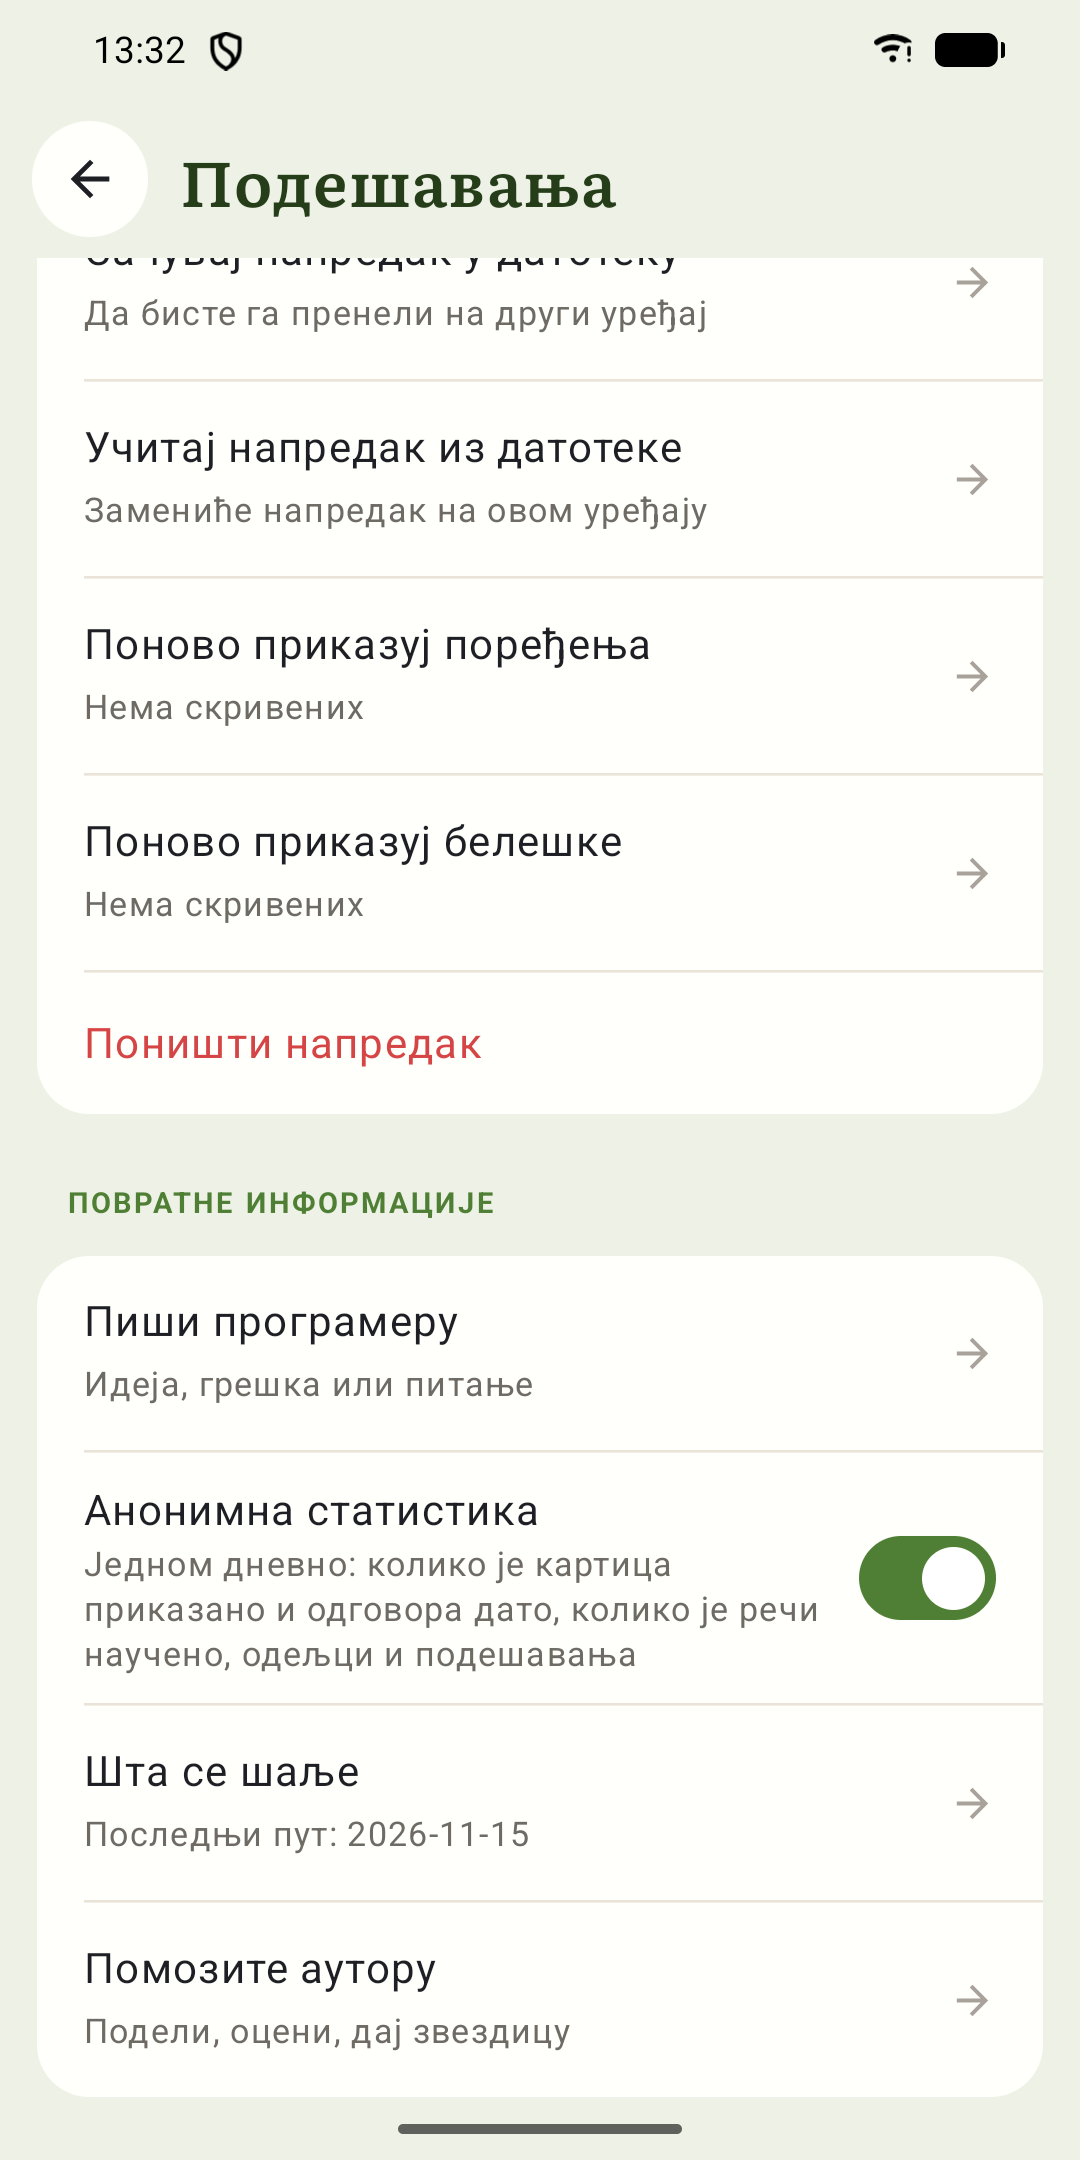 13:32
Подешавања
Сачувај напредак у датотеку
Да бисте га пренели на други уређај
Учитај напредак из датотеке
Замениће напредак на овом уређају
Поново приказуј поређења
Нема скривених
Поново приказуј белешке
Нема скривених
Поништи напредак
ПОВРАТНЕ ИНФОРМАЦИЈЕ
Пиши програмеру
Идеја, грешка или питање
Анонимна статистика
Једном дневно: колико је картица
приказано и одговора дато, колико је речи
научено, одељци и подешавања
Шта се шаље
Последњи пут: 2026-11-15
Помозите аутору
Подели, оцени, дај звездицу